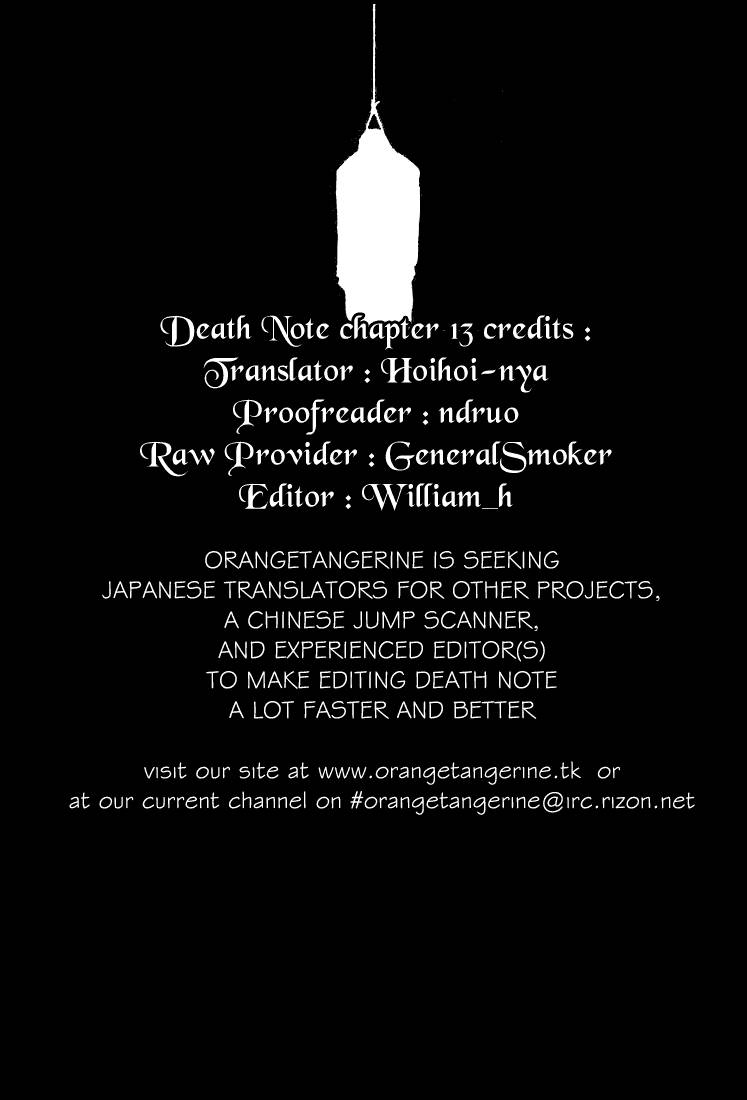 Death Note chapter 13 credits :
Translator : Hoihoi-nya
Proofreader : ndruo
Raw Provider : GeneralSmoker
Editor : William_h
ORANGETANGERINE IS SEEKING
JAPANESE TRANSLATORS FOR OTHER PROJECTS,
A CHINESE JUMP SCANNER,
AND EXPERIENCED EDITOR(S)
TO MAKE EDITING DEATH NOTE
A LOT FASTER AND BETTER
visit our site at www.orangetangerine.tk or
at our current channel on #orangetangerine@irc.rizon.net